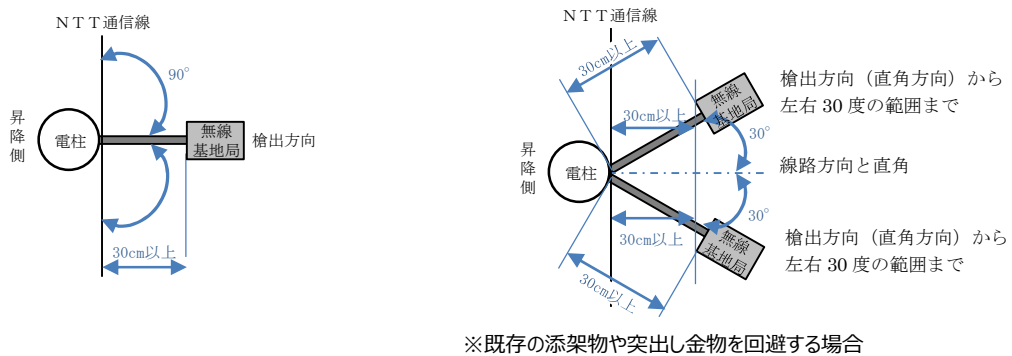 ＮＴＴ通信線
90°
昇降側
電柱
無線
基地局
槍出方向
30cm以上
ＮＴＴ通信線
30cm以上
無線
基地局
槍出方向（直角方向）から
左右 30 度の範囲まで
30cm以上
30°
昇降側
電柱
線路方向と直角
30°
30cm以上
無線
基地局
槍出方向（直角方向）から
左右 30 度の範囲まで
30cm以上
※既存の添架物や突出し金物を回避する場合